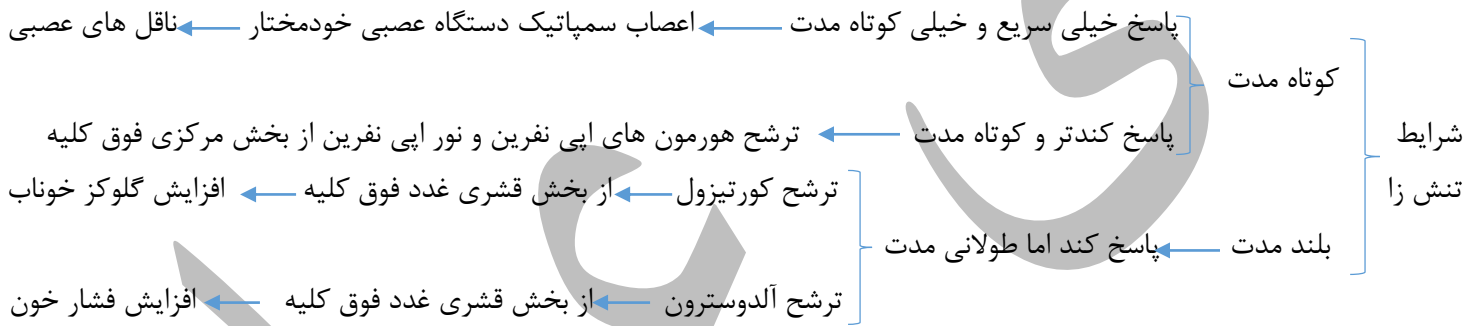 پاسخ خیلی سریع و خیلی کوتاه مدت اعصاب سمپاتیک دستگاه عصبی خودمختار ناقل های عصبی
کوتاه مدت
شرایط پاسخ کندتر و کوتاه مدت ترشح هورمون های اپی نفرین و نور اپی نفرین از بخش مرکزی فوق کلیه
تنش زا ترشح کورتیزول از بخش قشری غدد فوق کلیه افزایش گلوکز خوناب
بلند مدت پاسخ کند اما طولانی مدت
ترشح آلدوسترون از بخش قشری غدد فوق کلیه افزایش فشار خون